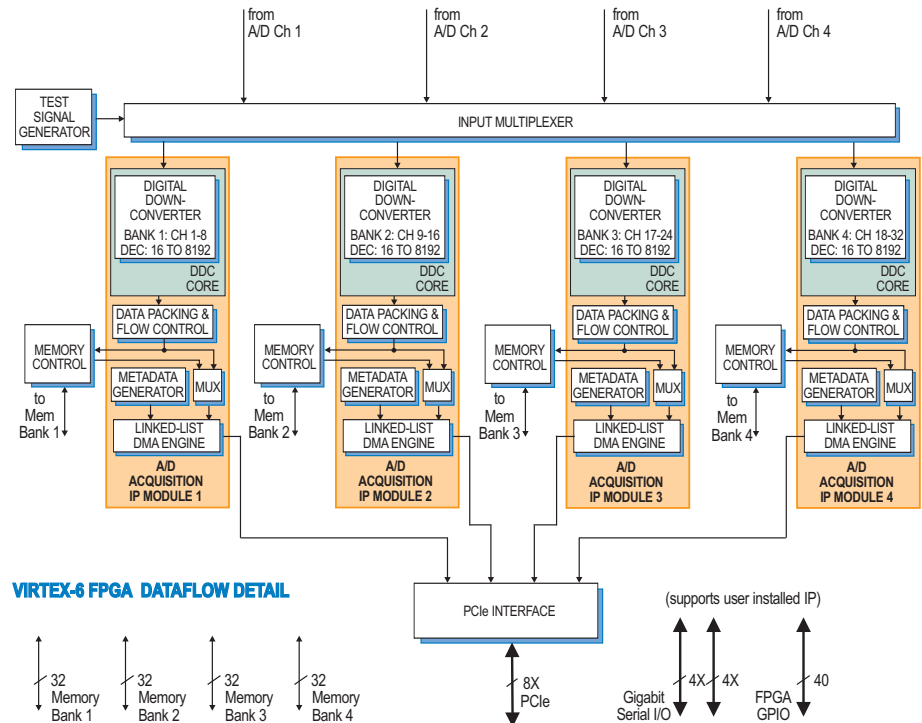 from
A/D Ch 1
from
A/D Ch 2
from
A/D Ch 3
from
A/D Ch 4
TEST
SIGNAL
GENERATOR
INPUT MULTIPLEXER
DIGITAL
DOWN-
CONVERTER
BANK 1: CH 1-8
DEC: 16 TO 8192
DDC
CORE
DATA PACKING &
FLOW CONTROL
MEMORY
CONTROL
METADATA
GENERATOR
MUX
to
Mem
Bank 1
LINKED-LIST
DMA ENGINE
A/D
ACQUISITION
IP MODULE 1
DIGITAL
DOWN-
CONVERTER
BANK 2: CH 9-16
DEC: 16 TO 8192
DDC
CORE
DATA PACKING &
FLOW CONTROL
MEMORY
CONTROL
METADATA
GENERATOR
MUX
to
Mem
Bank 2
LINKED-LIST
DMA ENGINE
A/D
ACQUISITION
IP MODULE 2
DIGITAL
DOWN-
CONVERTER
BANK 3: CH 17-24
DEC: 16 TO 8192
DDC
CORE
DATA PACKING &
FLOW CONTROL
MEMORY
CONTROL
METADATA
GENERATOR
MUX
to
Mem
Bank 3
LINKED-LIST
DMA ENGINE
A/D
ACQUISITION
IP MODULE 3
DIGITAL
DOWN-
CONVERTER
BANK 4: CH 18-32
DEC: 16 TO 8192
DDC
CORE
DATA PACKING &
FLOW CONTROL
MEMORY
CONTROL
METADATA
GENERATOR
MUX
to
Mem
Bank 4
LINKED-LIST
DMA ENGINE
A/D
ACQUISITION
IP MODULE 4
VIRTEX-6 FPGA DATAFLOW DETAIL
PCIe INTERFACE
(supports user installed IP)
32
Memory
Bank 1
32
Memory
Bank 2
32
Memory
Bank 3
32
Memory
Bank 4
8X
PCIe
4X
4X
Gigabit
Serial I/O
40
FPGA
GPIO